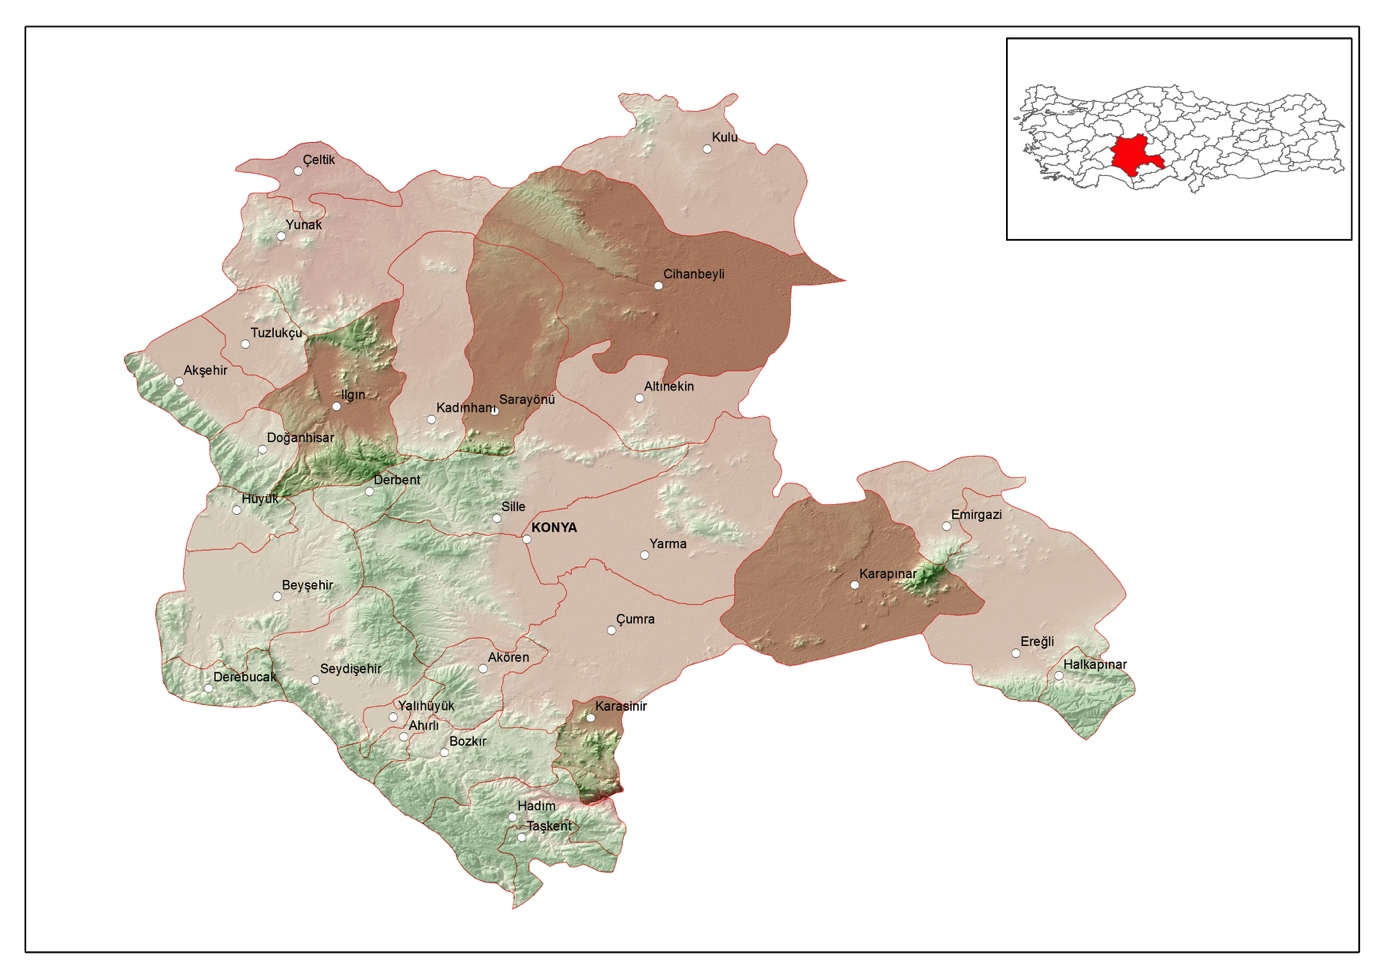 Kulu
Çeltik
Yunak
Cihanbeyli
Tuzlukçu
Akşehir
Altınekin
Ilgın
Sarayönü
Kadınhanı
Doğanhisar
Derbent
Hüyük
Sille
Emirgazi
KONYA
Yarma
Karapınar
Beyşehir
Çumra
Ereğli
Akören
Halkapınar
Seydişehir
Derebucak
Yalıhüyük
Karasinir
Ahırlı
Bozkır
Hadım
Taşkent